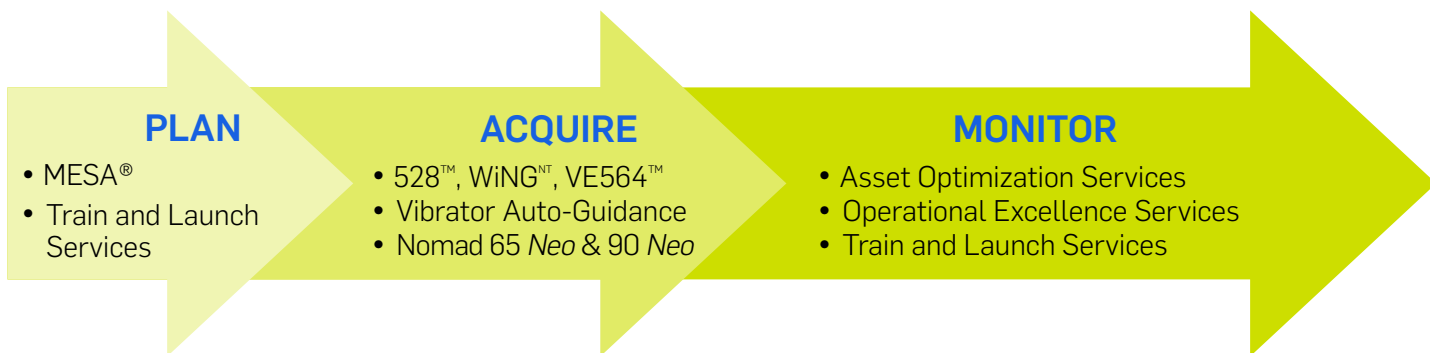 PLAN
• MESA®
• Train and Launch
Services
ACQUIRE
• 528™, WiNGᴺᵀ, VE564™
• Vibrator Auto-Guidance
• Nomad 65 Neo & 90 Neo
MONITOR
• Asset Optimization Services
• Operational Excellence Services
• Train and Launch Services